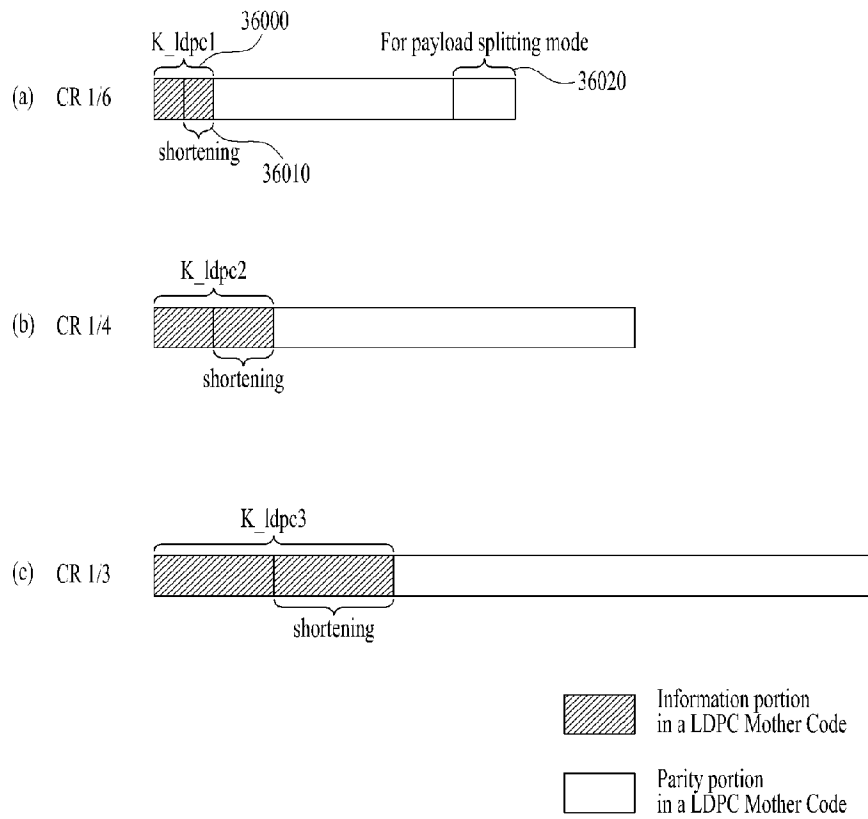 36000
K_ldpc1
For payload splitting mode
36020
(a) CR 1/6
shortening
36010
K_ldpc2
(b) CR 1/4
shortening
K_ldpc3
(c) CR 1/3
shortening
Information portion
in a LDPC Mother Code
Parity portion
in a LDPC Mother Code